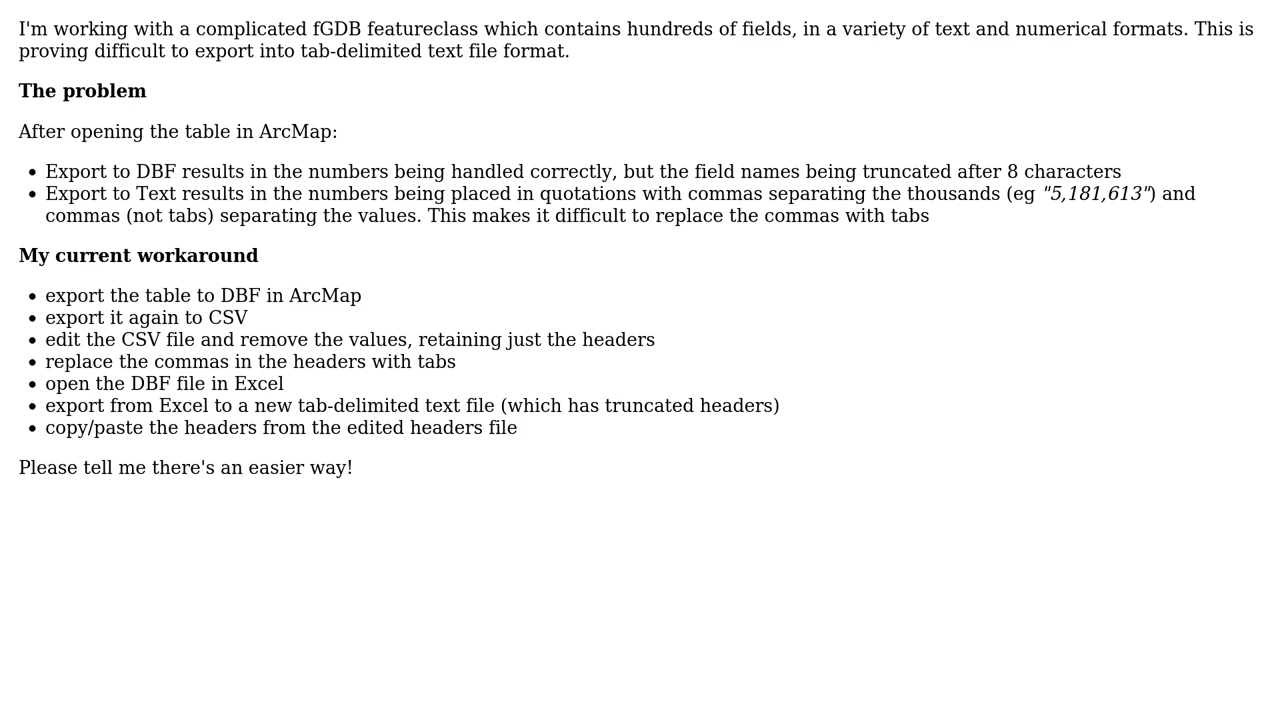 I'm working with a complicated fGDB featureclass which contains hundreds of fields, in a variety of text and numerical formats. This is
proving difficult to export into tab-delimited text file format.
The problem
After opening the table in ArcMap:
• Export to DBF results in the numbers being handled correctly, but the field names being truncated after 8 characters
• Export to Text results in the numbers being placed in quotations with commas separating the thousands (eg "5,181,613") and
commas (not tabs) separating the values. This makes it difficult to replace the commas with tabs
My current workaround
• export the table to DBF in ArcMap
• export it again to CSV
• edit the CSV file and remove the values, retaining just the headers
• replace the commas in the headers with tabs
• open the DBF file in Excel
• export from Excel to a new tab-delimited text file (which has truncated headers)
• copy/paste the headers from the edited headers file
Please tell me there's an easier way!